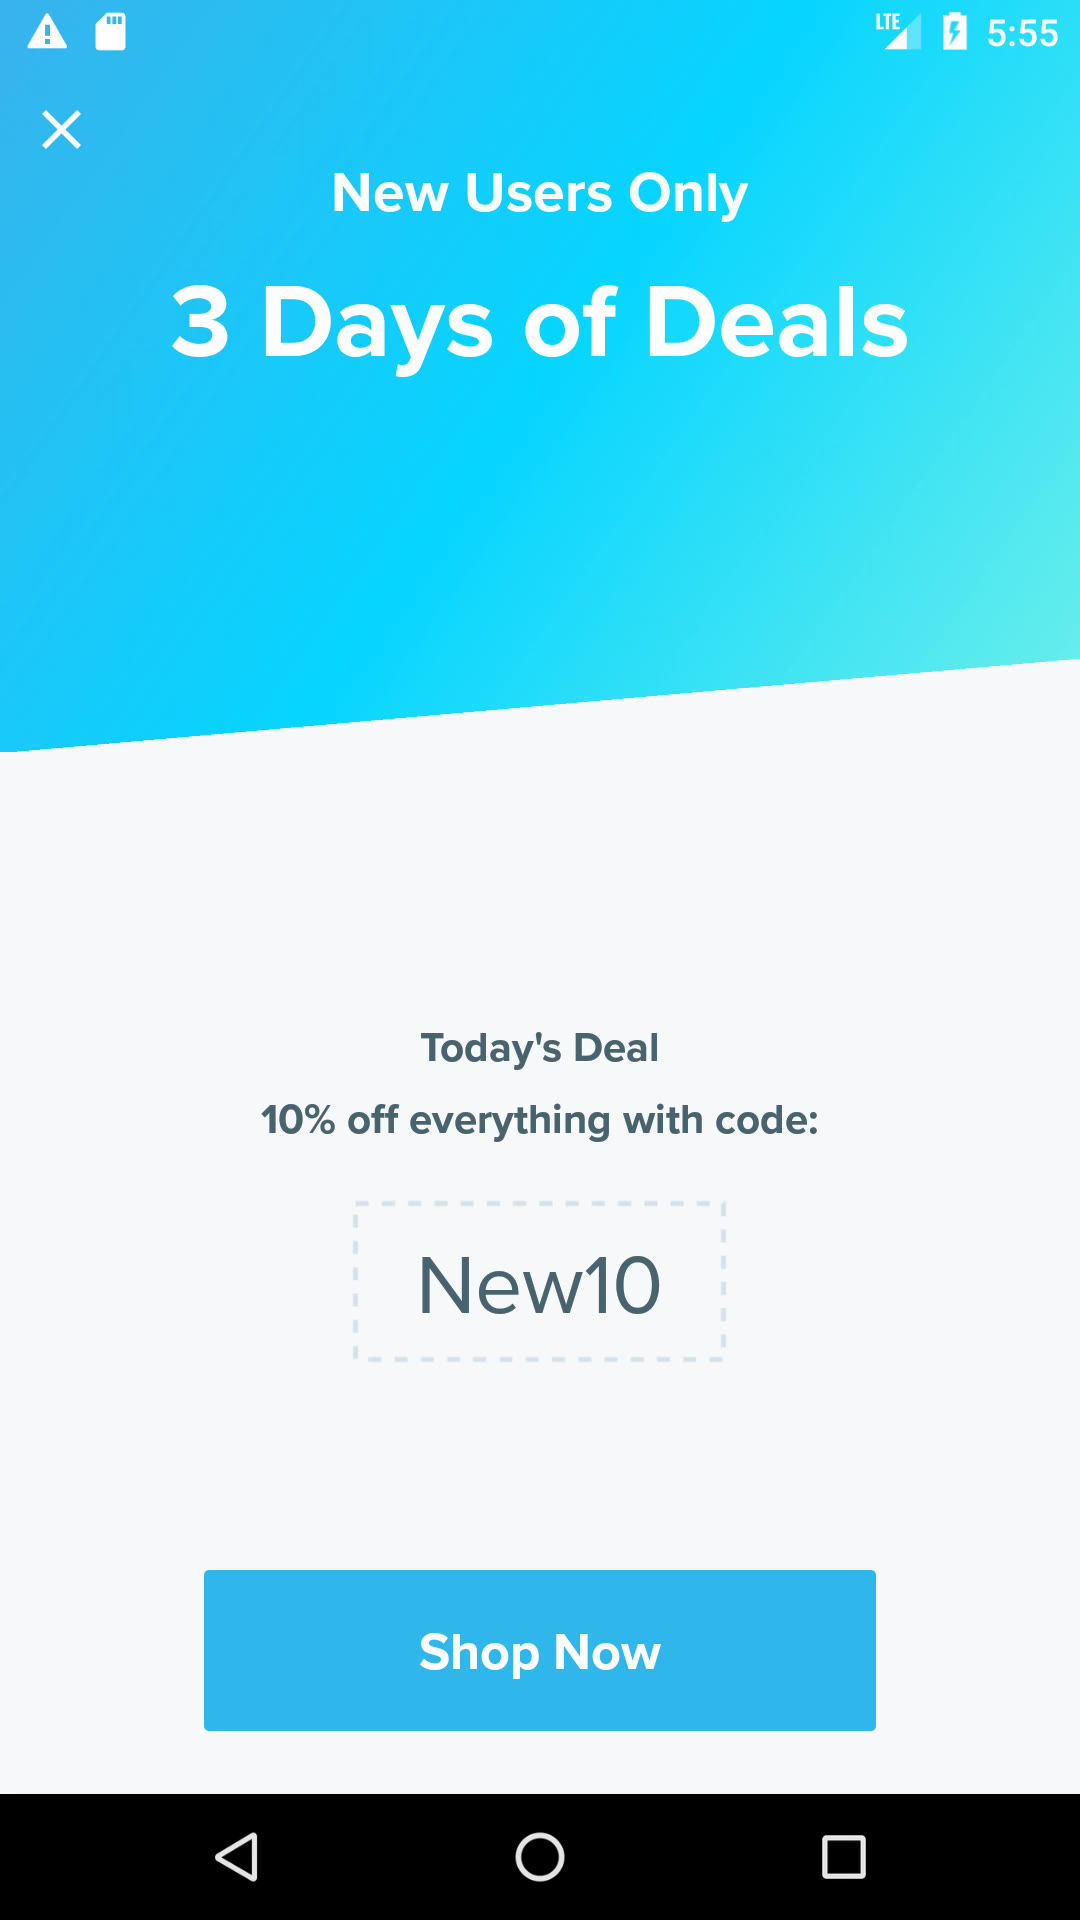 LTE 5:55
New Users Only
3 Days of Deals
Today's Deal
10% off everything with code:
New10
Shop Now